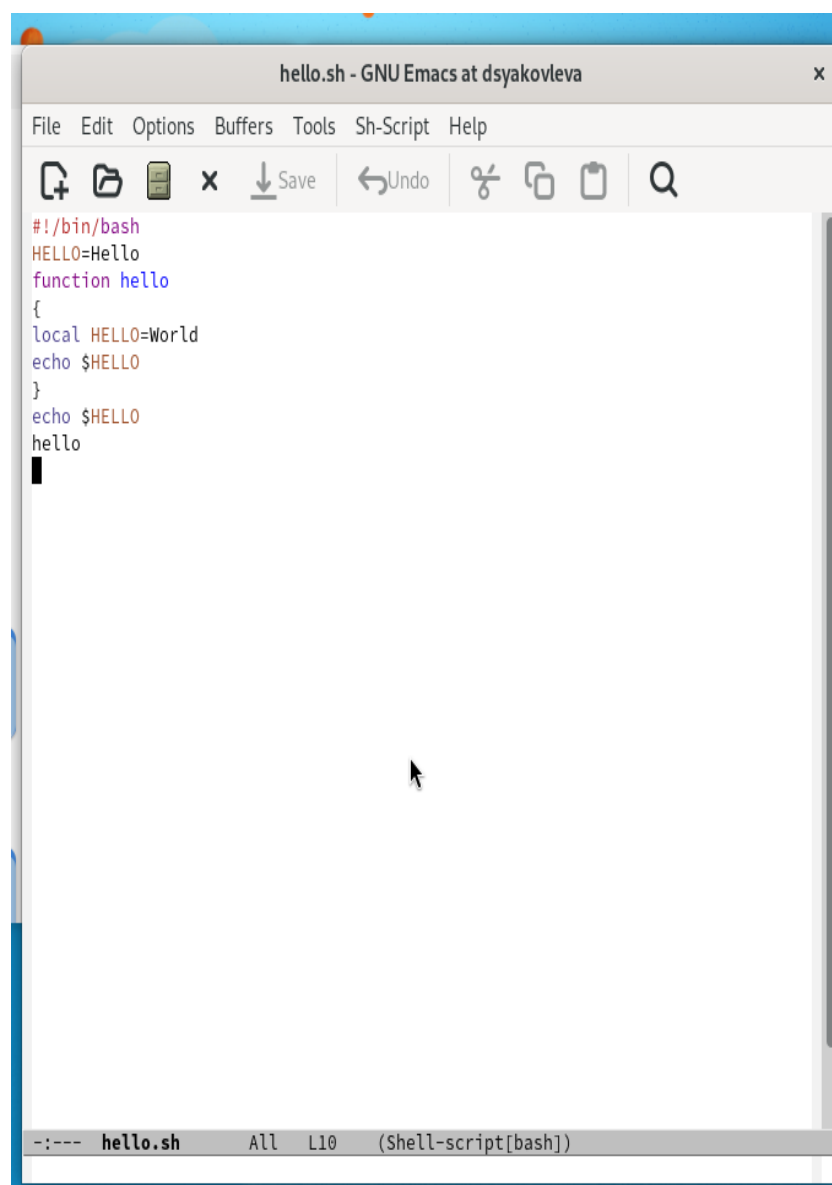 hello.sh - GNU Emacs at dsyakovleva
File Edit Options Buffers Tools Sh-Script Help
Save Undo
#!/bin/bash
HELLO=Hello
function hello
{
local HELLO=World
echo $HELLO
}
echo $HELLO
hello
-:--- hello.sh All L10 (Shell-script[bash])